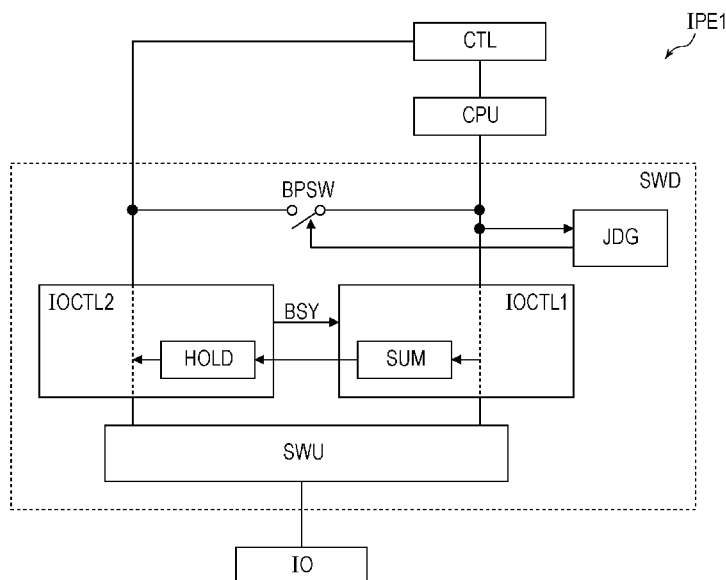 IPE1
CTL
CPU
SWD
BPSW
JDG
IOCTL2
BSY
IOCTL1
HOLD
SUM
SWU
IO